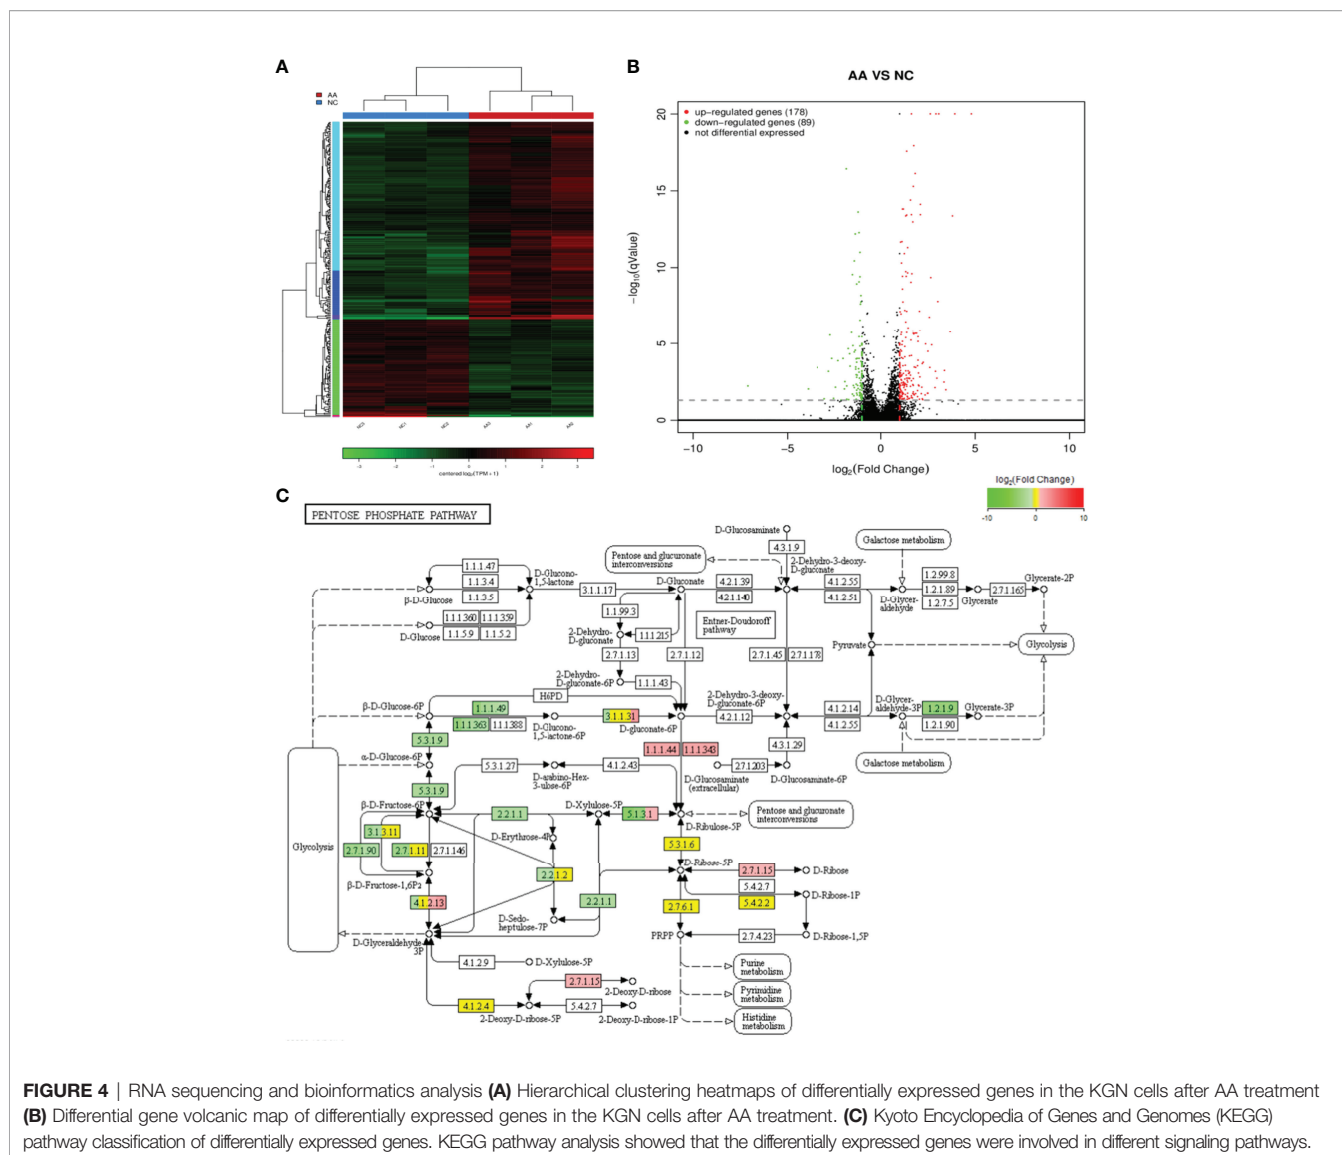 A
AA
NC
NC3
NC1
NC2
AA3
AA1
AA2
-3 -2 -1 0 1 2 3
centered log2(TPM+1)
B
AA VS NC
up-regulated genes (178)
down-regulated genes (89)
not differential expressed
20
15
10
5
0
−log10(qValue)
−10 −5 0 5 10
log2(Fold Change)
C
log2(Fold Change)
-10 0 10
PENTOSE PHOSPHATE PATHWAY
D-Glucosaminate
4.3.1.9
Pentose and glucuronate
interconversions
2-Dehydro-3-deoxy-
D-gluconate
Galactose metabolism
1.1.1.47
1.1.3.4
1.1.3.5
β-D-Glucose
D-Glucono-
1,5-lactone
3.1.1.17
D-Gluconate
4.2.1.39
4.2.1.140
4.1.2.55
4.1.2.51
D-Glycer-
aldehyde
1.2.99.8
1.2.1.89
1.2.7.5
Glycerate
2.7.1.165
Glycerate-2P
1.1.1.360 1.1.1.359
1.1.5.9 1.1.5.2
D-Glucose
1.1.99.3
2-Dehydro-
D-gluconate
1.1.1.215
Entner-Doudoroff
pathway
2.7.1.13
2.7.1.12
2.7.1.45 2.7.1.178
Pyruvate
Glycolysis
2-Dehydro-
D-gluconate-6P
1.1.1.43
H6PD
β-D-Glucose-6P
1.1.1.49
1.1.1.363 1.1.1.388
D-Glucono-
1,5-lactone-6P
3.1.1.31
D-gluconate-6P
4.2.1.12
2-Dehydro-3-deoxy-
D-gluconate-6P
4.1.2.14
4.1.2.55
D-Glycer-
aldehyde-3P
1.2.1.9
1.2.1.90
Glycerate-3P
5.3.1.9
α-D-Glucose-6P
1.1.1.44 1.1.1.343
4.3.1.29
Galactose metabolism
5.3.1.27
D-arabino-Hex-
3-ulose-6P
4.1.2.43
D-Glucosaminate
(extracellular)
2.7.1.203
D-Glucosaminate-6P
5.3.1.9
β-D-Fructose-6P
2.2.1.1
D-Xylulose-5P
5.1.3.1
D-Ribulose-5P
Pentose and glucuronate
interconversions
Glycolysis
3.1.3.11
2.7.1.90
2.7.1.11 2.7.1.146
D-Erythrose-4P
5.3.1.6
β-D-Fructose-1,6P2
2.2.1.2
D-Ribose-5P
2.7.1.15
D-Ribose
5.4.2.7
5.4.2.2
D-Ribose-1P
4.1.2.13
2.2.1.1
2.7.6.1
D-Sedo-
heptulose-7P
D-Glyceraldehyde
3P
PRPP
2.7.4.23
D-Ribose-1,5P
4.1.2.9
D-Xylulose-5P
Purine
metabolism
2.7.1.15
2-Deoxy-D-ribose
Pyrimidine
metabolism
4.1.2.4
2-Deoxy-D-ribose-5P
5.4.2.7
2-Deoxy-D-ribose-1P
Histidine
metabolism
FIGURE 4 | RNA sequencing and bioinformatics analysis (A) Hierarchical clustering heatmaps of differentially expressed genes in the KGN cells after AA treatment
(B) Differential gene volcanic map of differentially expressed genes in the KGN cells after AA treatment. (C) Kyoto Encyclopedia of Genes and Genomes (KEGG)
pathway classification of differentially expressed genes. KEGG pathway analysis showed that the differentially expressed genes were involved in different signaling pathways.